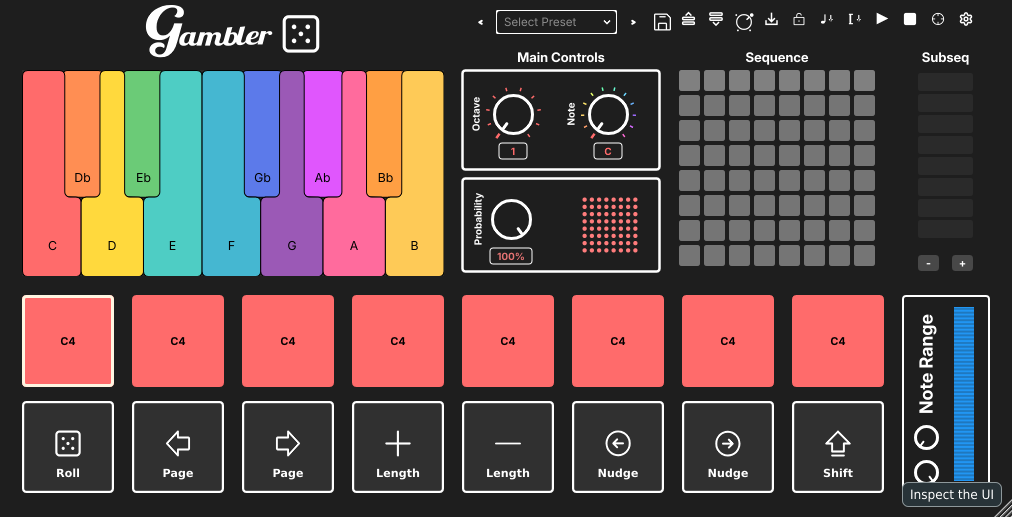 Gambler
Select Preset
Main Controls
Sequence
Subseq
Octave
1
Note
C
Probability
100%
Db
Eb
Gb
Ab
Bb
C
D
E
F
G
A
B
-
+
C4
C4
C4
C4
C4
C4
C4
C4
Note Range
Roll
Page
Page
Length
Length
Nudge
Nudge
Shift
Inspect the UI